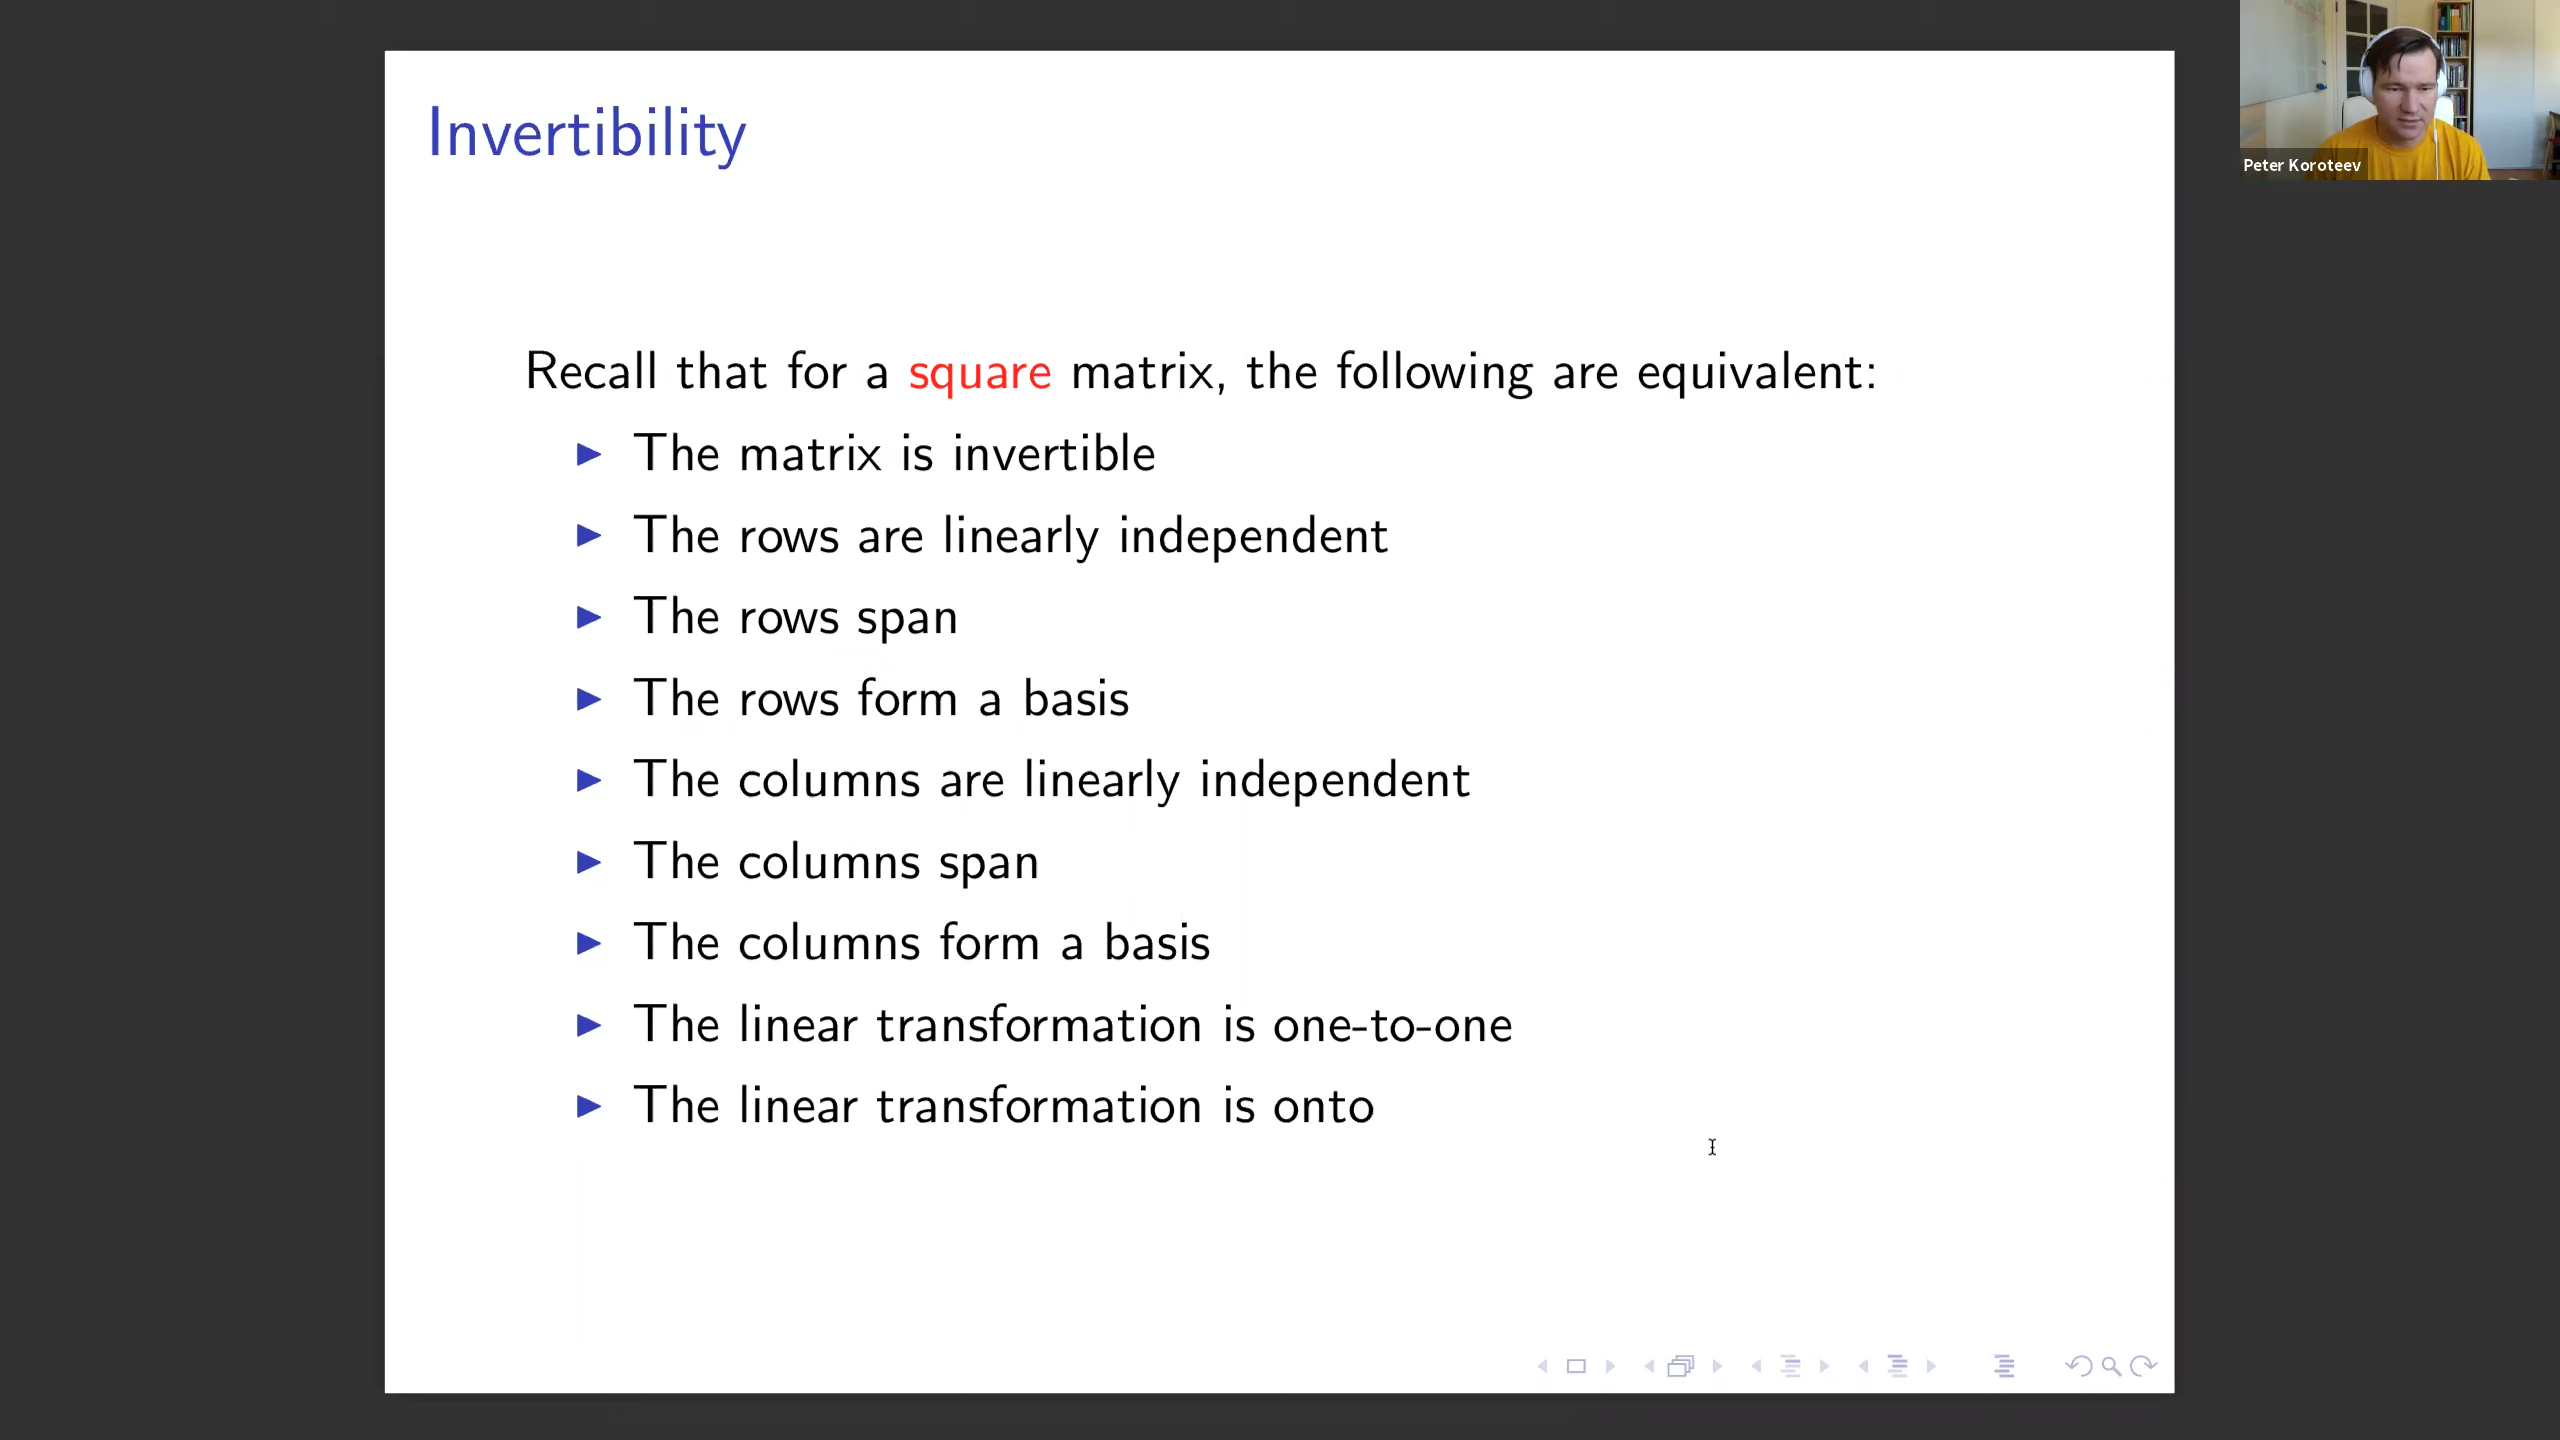 Invertibility
Recall that for a square matrix, the following are equivalent:
The matrix is invertible
The rows are linearly independent
The rows span
The rows form a basis
The columns are linearly independent
The columns span
The columns form a basis
The linear transformation is one-to-one
The linear transformation is onto
Peter Koroteev